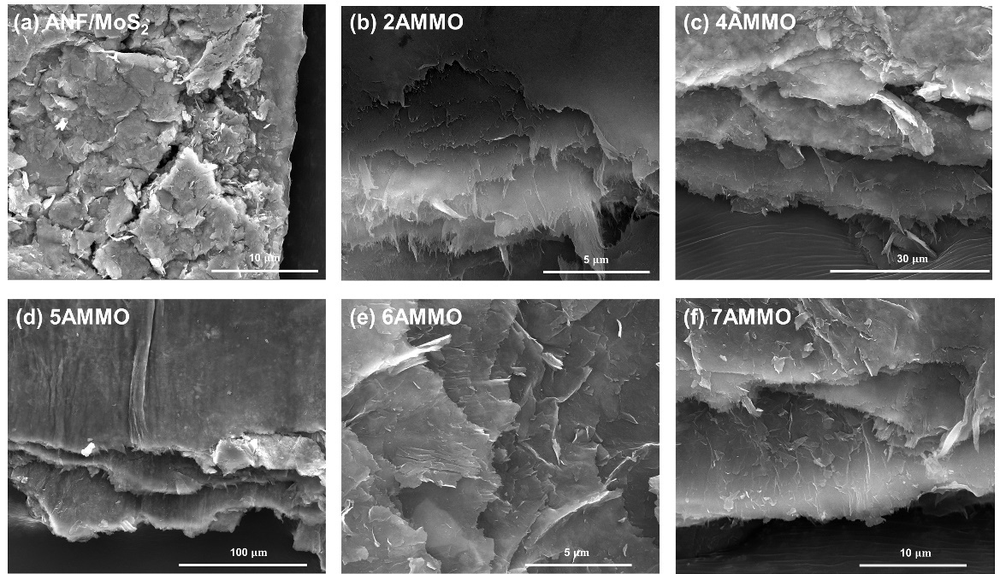 (a) ANF/MoS₂
10 µm
(b) 2AMMO
5 µm
(c) 4AMMO
30 µm
(d) 5AMMO
100 µm
(e) 6AMMO
5 µm
(f) 7AMMO
10 µm